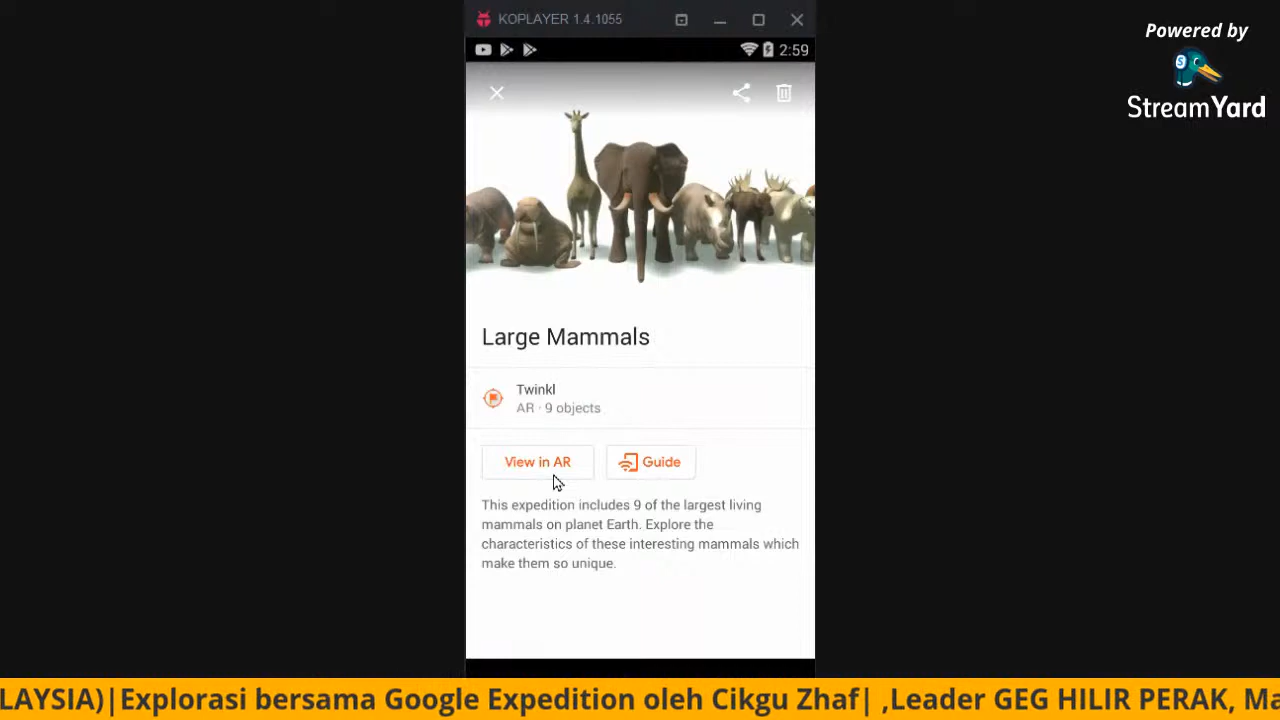 KOPLAYER 1.4.1055
Powered by
StreamYard
2:59
Large Mammals
Twinkl
AR · 9 objects
View in AR
Guide
This expedition includes 9 of the largest living
mammals on planet Earth. Explore the
characteristics of these interesting mammals which
make them so unique.
LAYSIA)|Explorasi bersama Google Expedition oleh Cikgu Zhaf| ,Leader GEG HILIR PERAK, Ma